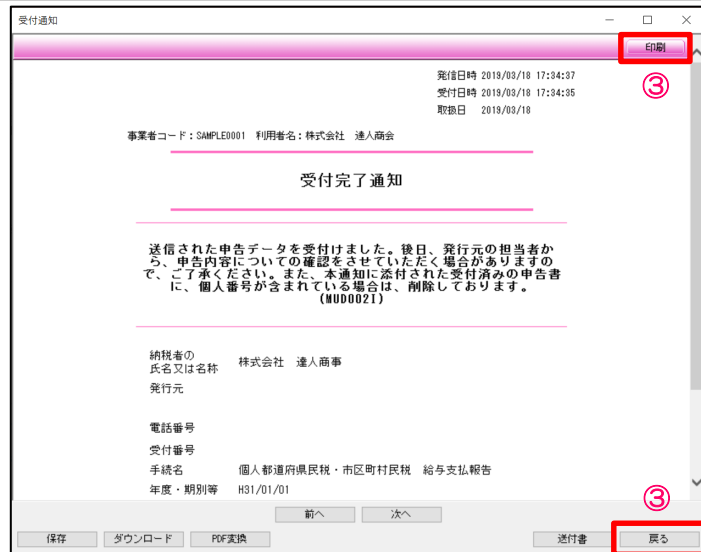 受付通知
印刷
③
発信日時 2019/03/18 17:34:37
受付日時 2019/03/18 17:34:35
取扱日 2019/03/18
事業者コード：SAMPLE0001 利用者名：株式会社 達人商会
受付完了通知
送信された申告データを受付けました。後日、発行元の担当者か
ら、申告内容についての確認をさせていただく場合がありますの
で、ご了承ください。また、本通知に添付された受付済みの申告書
に、個人番号が含まれている場合は、削除しております。
(MUD002I)
納税者の
氏名又は名称 株式会社 達人商事
発行元
電話番号
受付番号
手続名 個人都道府県民税・市区町村民税 給与支払報告
年度・期別等 H31/01/01
③
前へ 次へ
保存 ダウンロード PDF変換 送付書 戻る